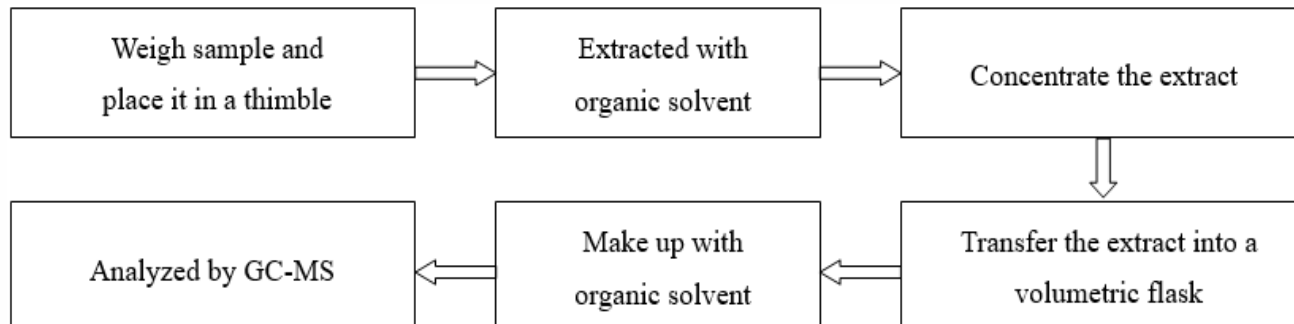 Weigh sample and
place it in a thimble
Extracted with
organic solvent
Concentrate the extract
Transfer the extract into a
volumetric flask
Make up with
organic solvent
Analyzed by GC-MS